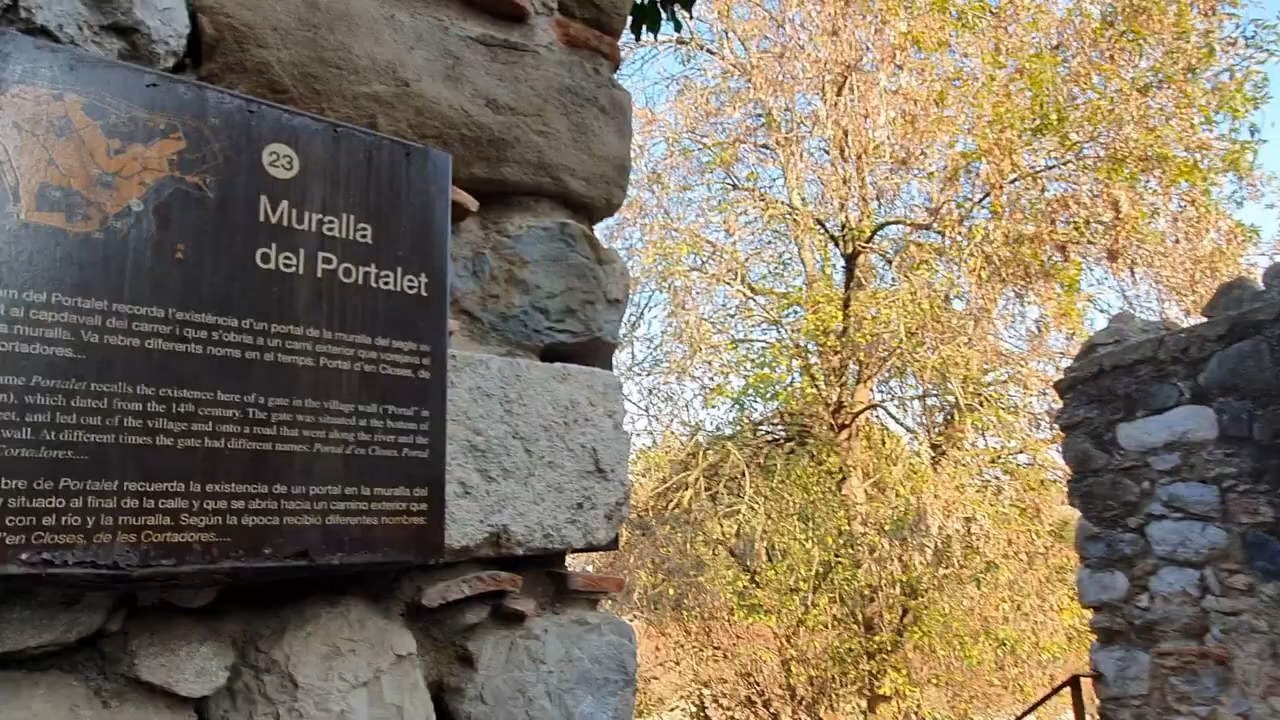 23
Muralla
del Portalet
del Portalet recorda l'existència d'un portal de la muralla del segle XIV
al capdavall del carrer i que s'obria a un camí exterior que vorejava el
muralla. Va rebre diferents noms en el temps: Portal d'en Closes, de
Portalet recalls the existence here of a gate in the village wall ("Portal" in
which dated from the 14th century. The gate was situated at the bottom of
and led out of the village and onto a road that went along the river and the
wall. At different times the gate had different names: Portal d'en Closes, Portal
Cortadores....
de Portalet recuerda la existencia de un portal en la muralla del
y situado al final de la calle y que se abría hacia un camino exterior que
con el río y la muralla. Según la época recibió diferentes nombres:
d'en Closes, de les Cortadores....